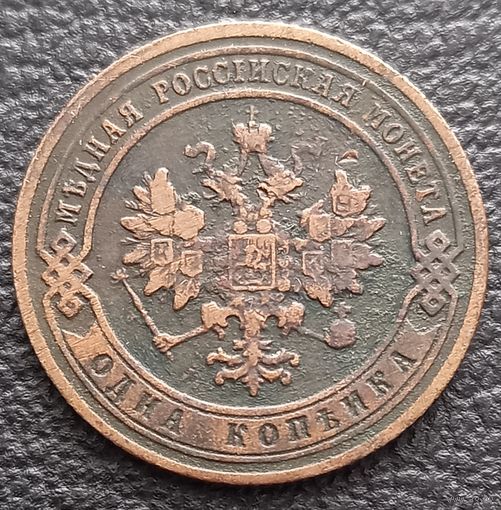 МѢДНАЯ РОССІЙСКАЯ МОНЕТА
ОДНА КОПѢЙКА